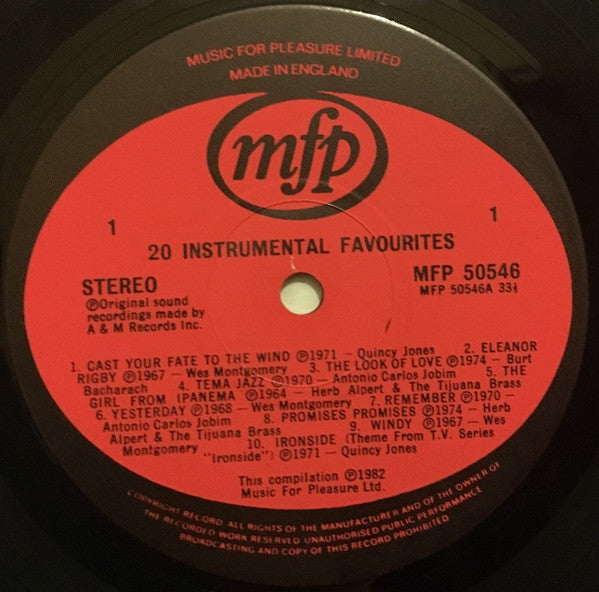 MUSIC FOR PLEASURE LIMITED
MADE IN ENGLAND
mfp
1 1
20 INSTRUMENTAL FAVOURITES
STEREO
℗Original sound
recordings made by
A & M Records Inc.
MFP 50546
MFP 50546A 33⅓
1. CAST YOUR FATE TO THE WIND ℗1971 – Quincy Jones 2. ELEANOR
RIGBY ℗1967 – Wes Montgomery 3. THE LOOK OF LOVE ℗1974 – Burt
Bacharach 4. TEMA JAZZ ℗1970 – Antonio Carlos Jobim 5. THE
GIRL FROM IPANEMA ℗1964 – Herb Alpert & The Tijuana Brass
6. YESTERDAY ℗1968 – Wes Montgomery 7. REMEMBER ℗1970 –
Antonio Carlos Jobim 8. PROMISES PROMISES ℗1974 – Herb
Alpert & The Tijuana Brass 9. WINDY ℗1967 – Wes
Montgomery 10. IRONSIDE (Theme From T.V. Series
"Ironside") ℗1971 – Quincy Jones
This compilation ℗1982
Music For Pleasure Ltd.
COPYRIGHT RECORD. ALL RIGHTS OF THE MANUFACTURER AND OF THE OWNER OF
THE RECORDED WORK RESERVED UNAUTHORISED PUBLIC PERFORMANCE
BROADCASTING AND COPY OF THIS RECORD PROHIBITED